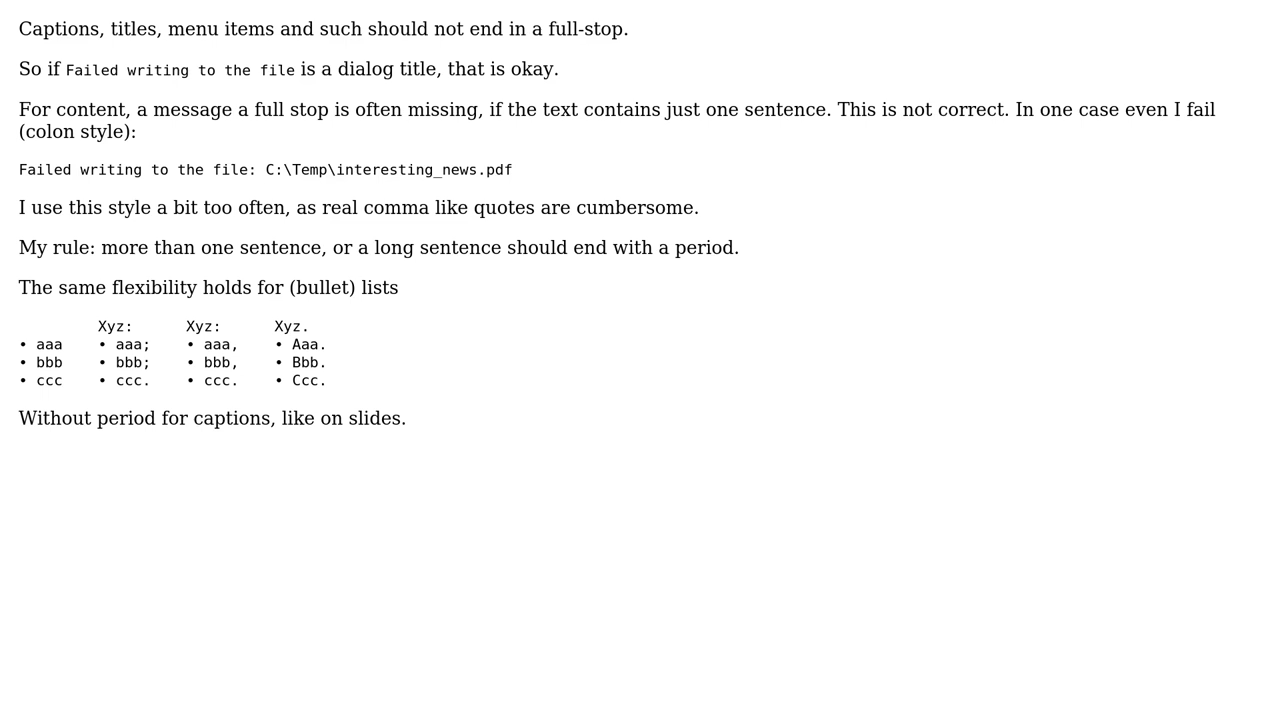 Captions, titles, menu items and such should not end in a full-stop.
So if Failed writing to the file is a dialog title, that is okay.
For content, a message a full stop is often missing, if the text contains just one sentence. This is not correct. In one case even I fail
(colon style):
Failed writing to the file: C:\Temp\interesting_news.pdf
I use this style a bit too often, as real comma like quotes are cumbersome.
My rule: more than one sentence, or a long sentence should end with a period.
The same flexibility holds for (bullet) lists
         Xyz:      Xyz:      Xyz.
• aaa    • aaa;    • aaa,    • Aaa.
• bbb    • bbb;    • bbb,    • Bbb.
• ccc    • ccc.    • ccc.    • Ccc.
Without period for captions, like on slides.